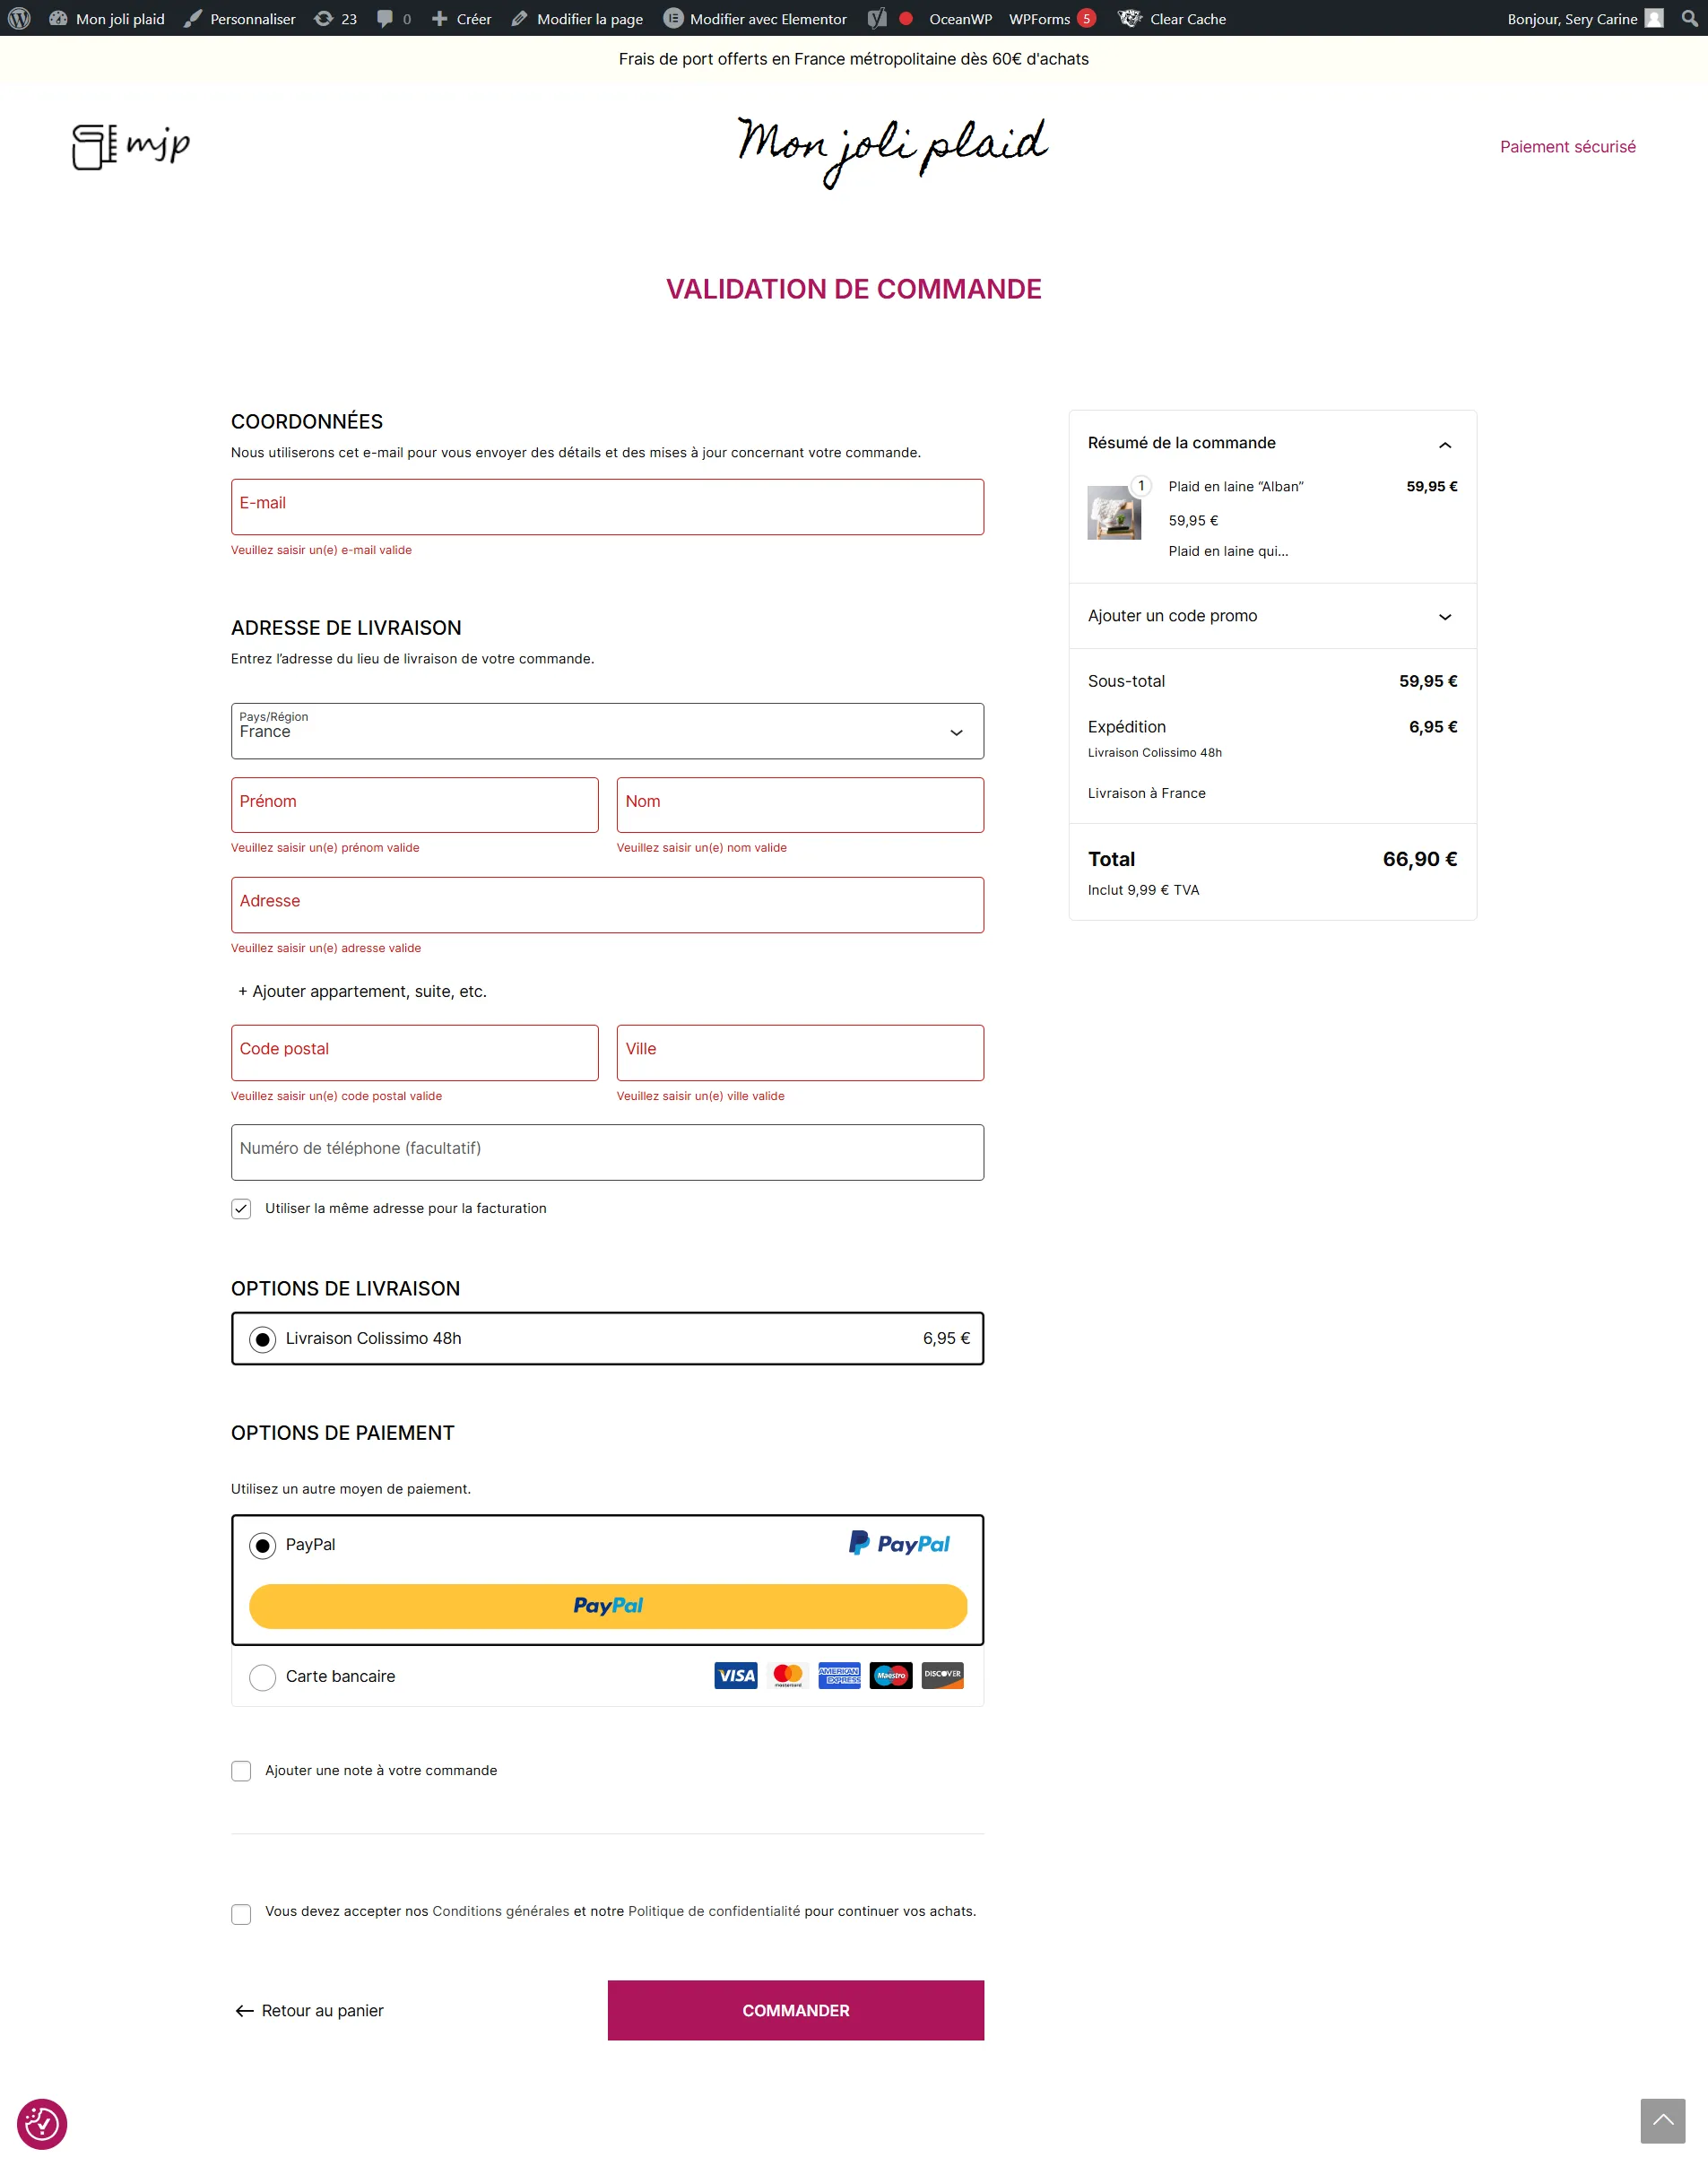 Mon joli plaid Personnaliser 23 0 Créer Modifier la page Modifier avec Elementor OceanWP WPForms 5 Clear Cache Bonjour, Sery Carine
Frais de port offerts en France métropolitaine dès 60€ d'achats
mjp
Mon joli plaid
Paiement sécurisé
VALIDATION DE COMMANDE
COORDONNÉES
Nous utiliserons cet e-mail pour vous envoyer des détails et des mises à jour concernant votre commande.
E-mail
Veuillez saisir un(e) e-mail valide
ADRESSE DE LIVRAISON
Entrez l’adresse du lieu de livraison de votre commande.
Pays/Région
France
Prénom Nom
Veuillez saisir un(e) prénom valide Veuillez saisir un(e) nom valide
Adresse
Veuillez saisir un(e) adresse valide
+ Ajouter appartement, suite, etc.
Code postal Ville
Veuillez saisir un(e) code postal valide Veuillez saisir un(e) ville valide
Numéro de téléphone (facultatif)
Utiliser la même adresse pour la facturation
OPTIONS DE LIVRAISON
Livraison Colissimo 48h 6,95 €
OPTIONS DE PAIEMENT
Utilisez un autre moyen de paiement.
PayPal PayPal
PayPal
Carte bancaire VISA mastercard AMERICAN EXPRESS Maestro DISCOVER
Ajouter une note à votre commande
Vous devez accepter nos Conditions générales et notre Politique de confidentialité pour continuer vos achats.
Retour au panier COMMANDER
Résumé de la commande
1
Plaid en laine “Alban” 59,95 €
59,95 €
Plaid en laine qui...
Ajouter un code promo
Sous-total 59,95 €
Expédition 6,95 €
Livraison Colissimo 48h
Livraison à France
Total 66,90 €
Inclut 9,99 € TVA